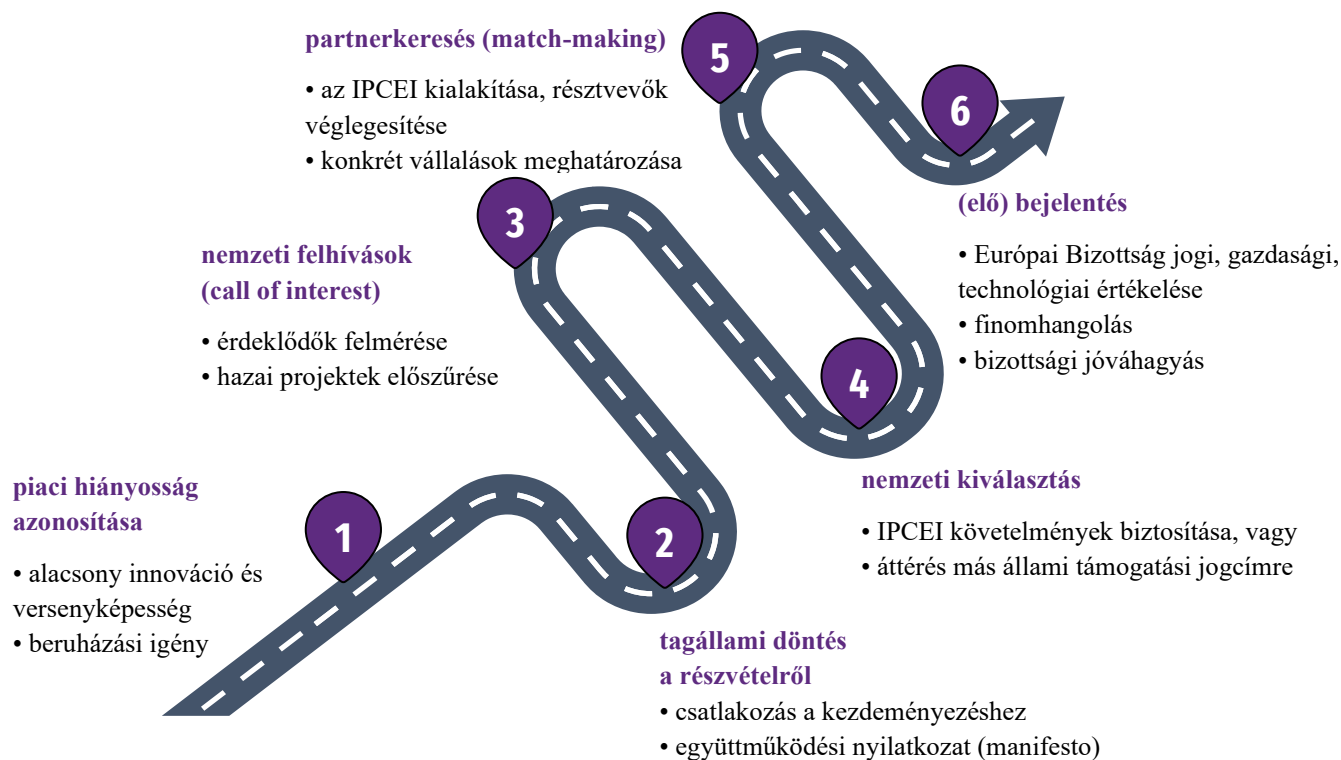 1
piaci hiányosság
azonosítása
• alacsony innováció és
versenyképesség
• beruházási igény
2
tagállami döntés
a részvételről
• csatlakozás a kezdeményezéshez
• együttműködési nyilatkozat (manifesto)
3
nemzeti felhívások
(call of interest)
• érdeklődők felmérése
• hazai projektek előszűrése
4
nemzeti kiválasztás
• IPCEI követelmények biztosítása, vagy
• áttérés más állami támogatási jogcímre
5
partnerkeresés (match-making)
• az IPCEI kialakítása, résztvevők
véglegesítése
• konkrét vállalások meghatározása
6
(elő) bejelentés
• Európai Bizottság jogi, gazdasági,
technológiai értékelése
• finomhangolás
• bizottsági jóváhagyás